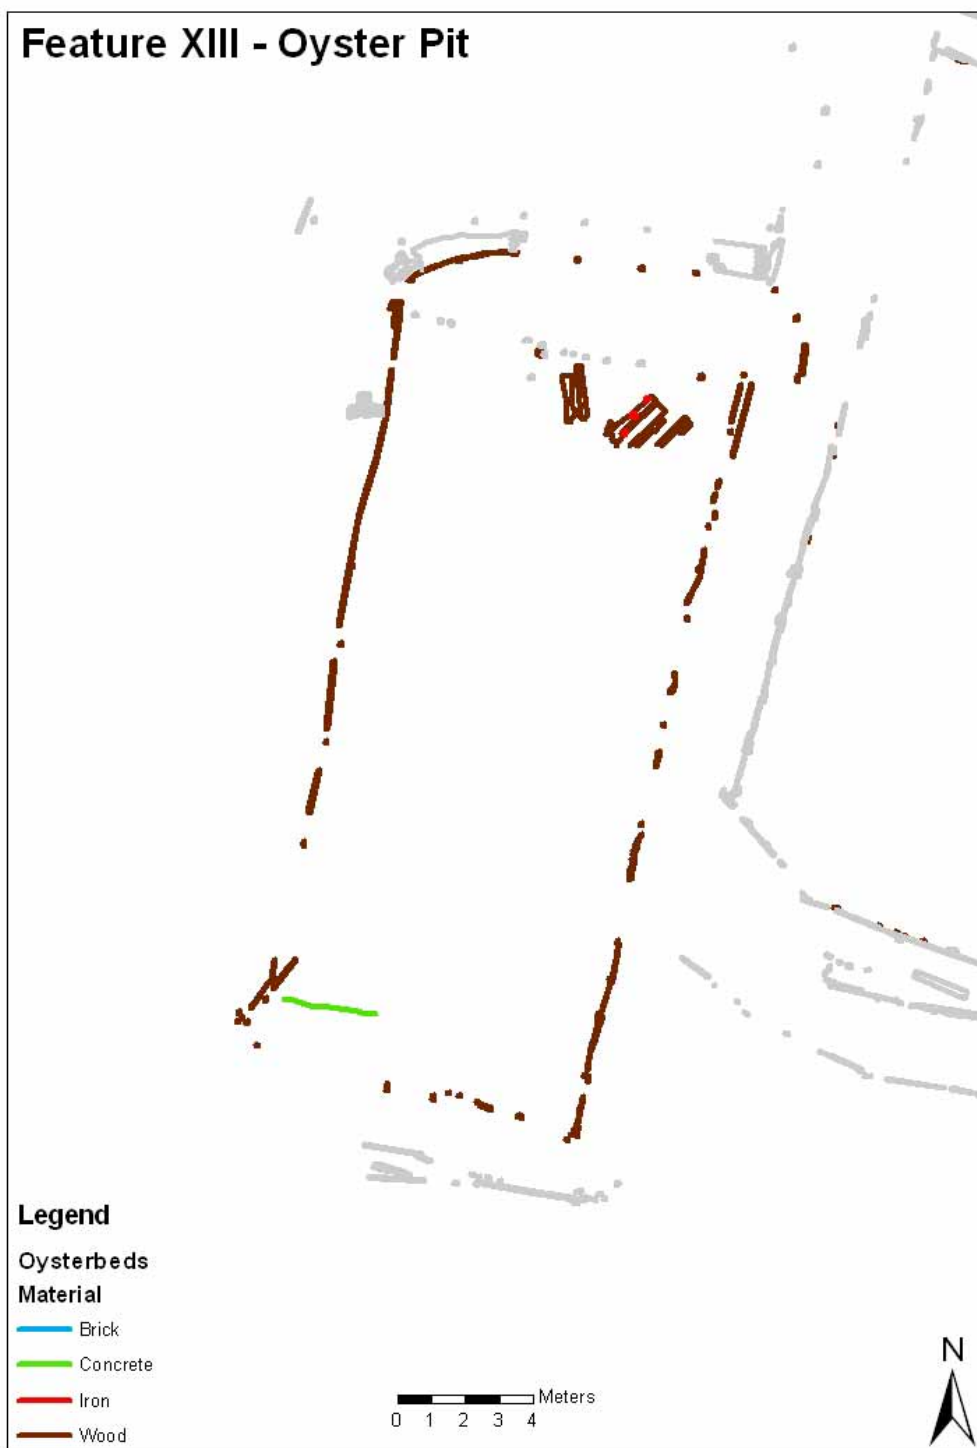 Feature XIII - Oyster Pit
Legend
Oysterbeds
Material
Brick
Concrete
Iron
Wood
Meters
0 1 2 3 4
N